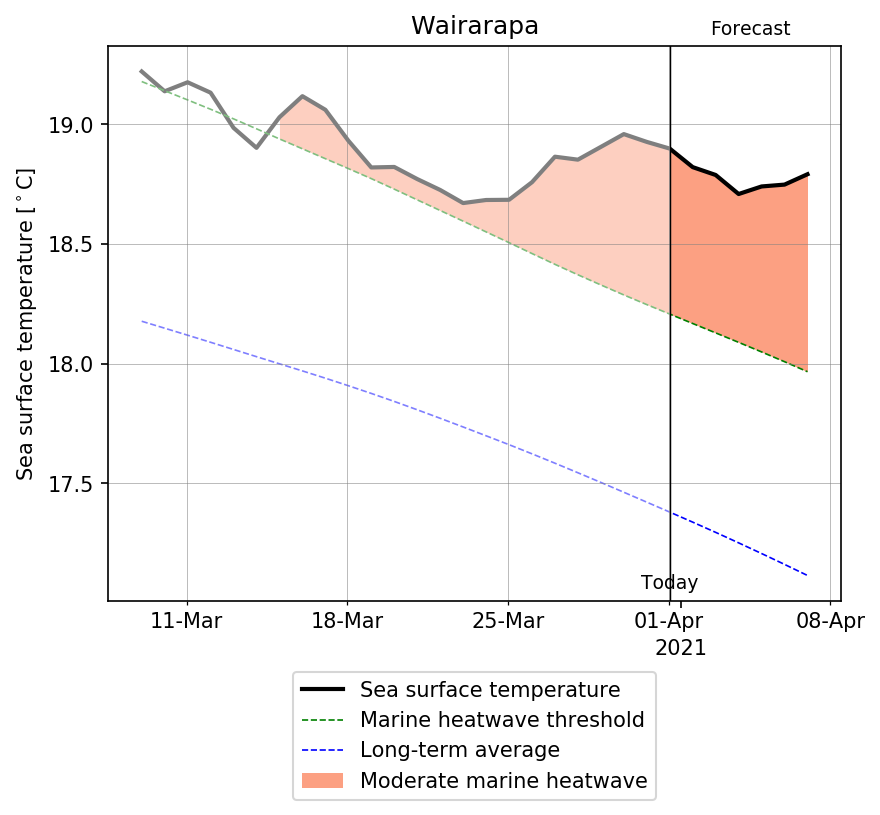 Wairarapa
Forecast
Sea surface temperature [°C]
19.0
18.5
18.0
17.5
Today
11-Mar
18-Mar
25-Mar
01-Apr
08-Apr
2021
Sea surface temperature
Marine heatwave threshold
Long-term average
Moderate marine heatwave